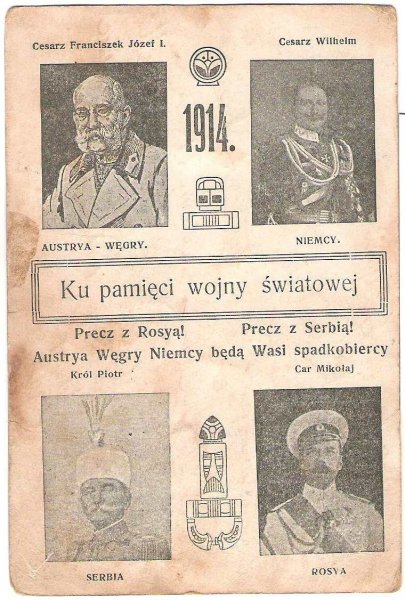 Cesarz Franciszek Józef I.
Cesarz Wilhelm
1914.
AUSTRYA - WĘGRY.
NIEMCY.
Ku pamięci wojny światowej
Precz z Rosyą! Precz z Serbią!
Austrya Węgry Niemcy będą Wasi spadkobiercy
Król Piotr
Car Mikołaj
SERBIA
ROSYA